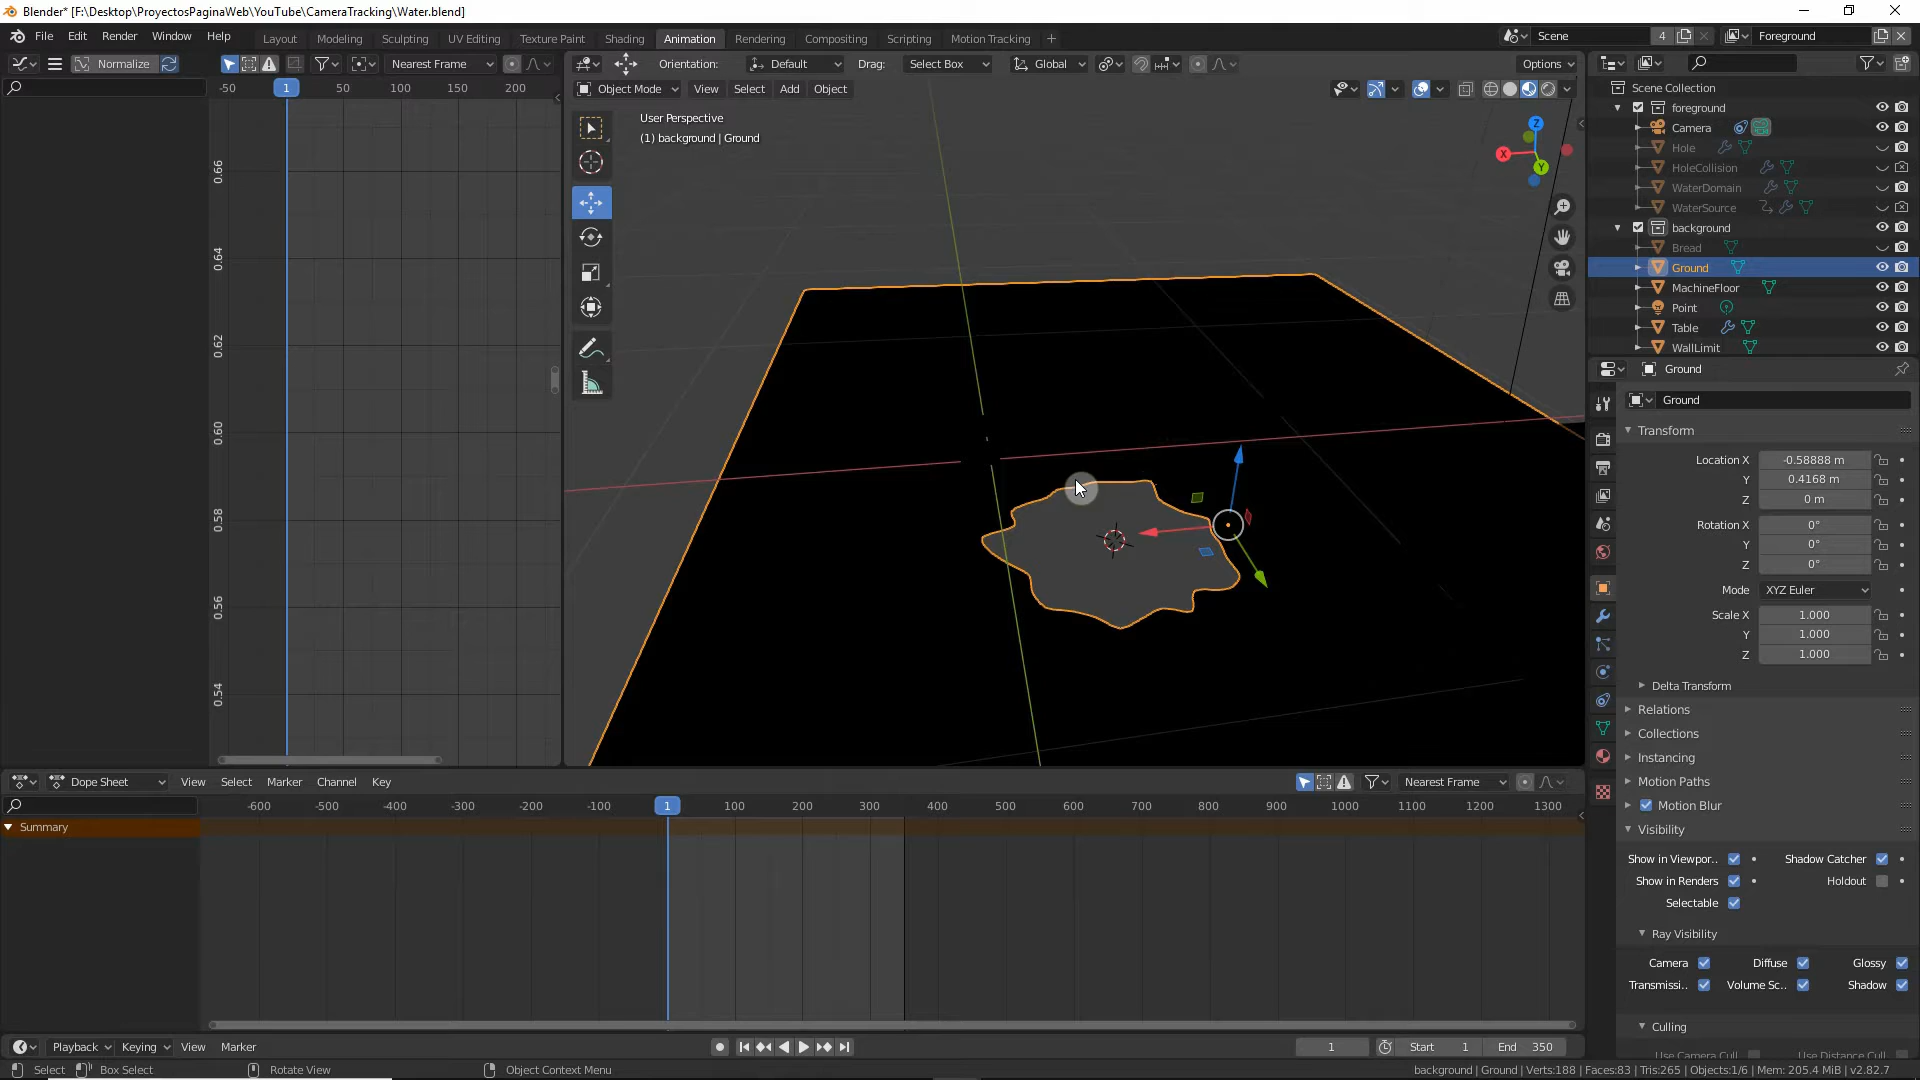 Blender* [F:\Desktop\ProyectosPaginaWeb\YouTube\CameraTracking\Water.blend]
File Edit Render Window Help
Layout Modeling Sculpting UV Editing Texture Paint Shading Animation Rendering Compositing Scripting Motion Tracking +
Scene 4 Foreground
Normalize Nearest Frame Orientation: Default Drag: Select Box Global Options
-50 1 50 100 150 200
Object Mode View Select Add Object
User Perspective
(1) background | Ground
X Y Z
0.66
0.64
0.62
0.60
0.58
0.56
0.54
Scene Collection
foreground
Camera
Hole
HoleCollision
WaterDomain
WaterSource
background
Bread
Ground
MachineFloor
Point
Table
WallLimit
Ground
Ground
Transform
Location X -0.58888 m
Y 0.4168 m
Z 0 m
Rotation X 0°
Y 0°
Z 0°
Mode XYZ Euler
Scale X 1.000
Y 1.000
Z 1.000
Delta Transform
Relations
Collections
Instancing
Motion Paths
Motion Blur
Visibility
Show in Viewpor.. Shadow Catcher
Show in Renders Holdout
Selectable
Ray Visibility
Camera Diffuse Glossy
Transmissi.. Volume Sc.. Shadow
Culling
Use Camera Cull Use Distance Cull
Dope Sheet View Select Marker Channel Key Nearest Frame
-600 -500 -400 -300 -200 -100 1 100 200 300 400 500 600 700 800 900 1000 1100 1200 1300
Summary
Playback Keying View Marker 1 Start 1 End 350
Select Box Select Rotate View Object Context Menu
background | Ground | Verts:188 | Faces:83 | Tris:265 | Objects:1/6 | Mem: 205.4 MiB | v2.82.7